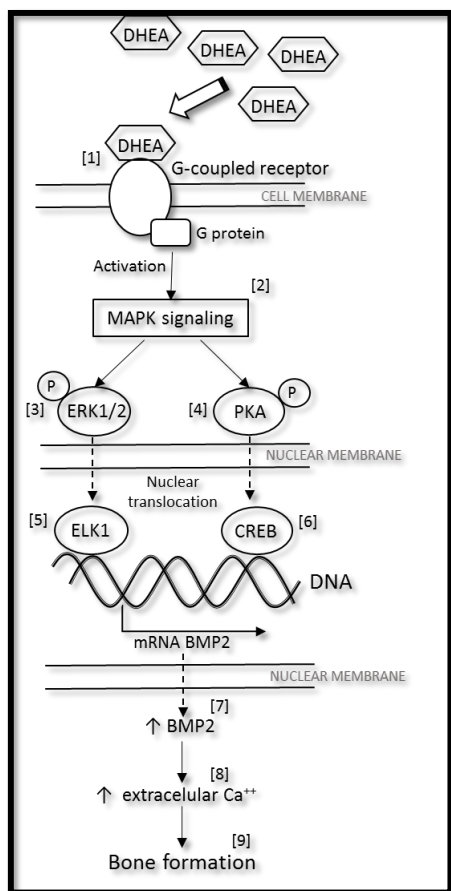 DHEA
DHEA
DHEA
DHEA
DHEA
[1]
G-coupled receptor
CELL MEMBRANE
G protein
Activation
[2]
MAPK signaling
P
P
[3] ERK1/2
[4] PKA
NUCLEAR MEMBRANE
Nuclear
translocation
[5] ELK1
CREB [6]
DNA
mRNA BMP2
NUCLEAR MEMBRANE
[7]
↑ BMP2
[8]
↑ extracelular Ca⁺⁺
[9]
Bone formation